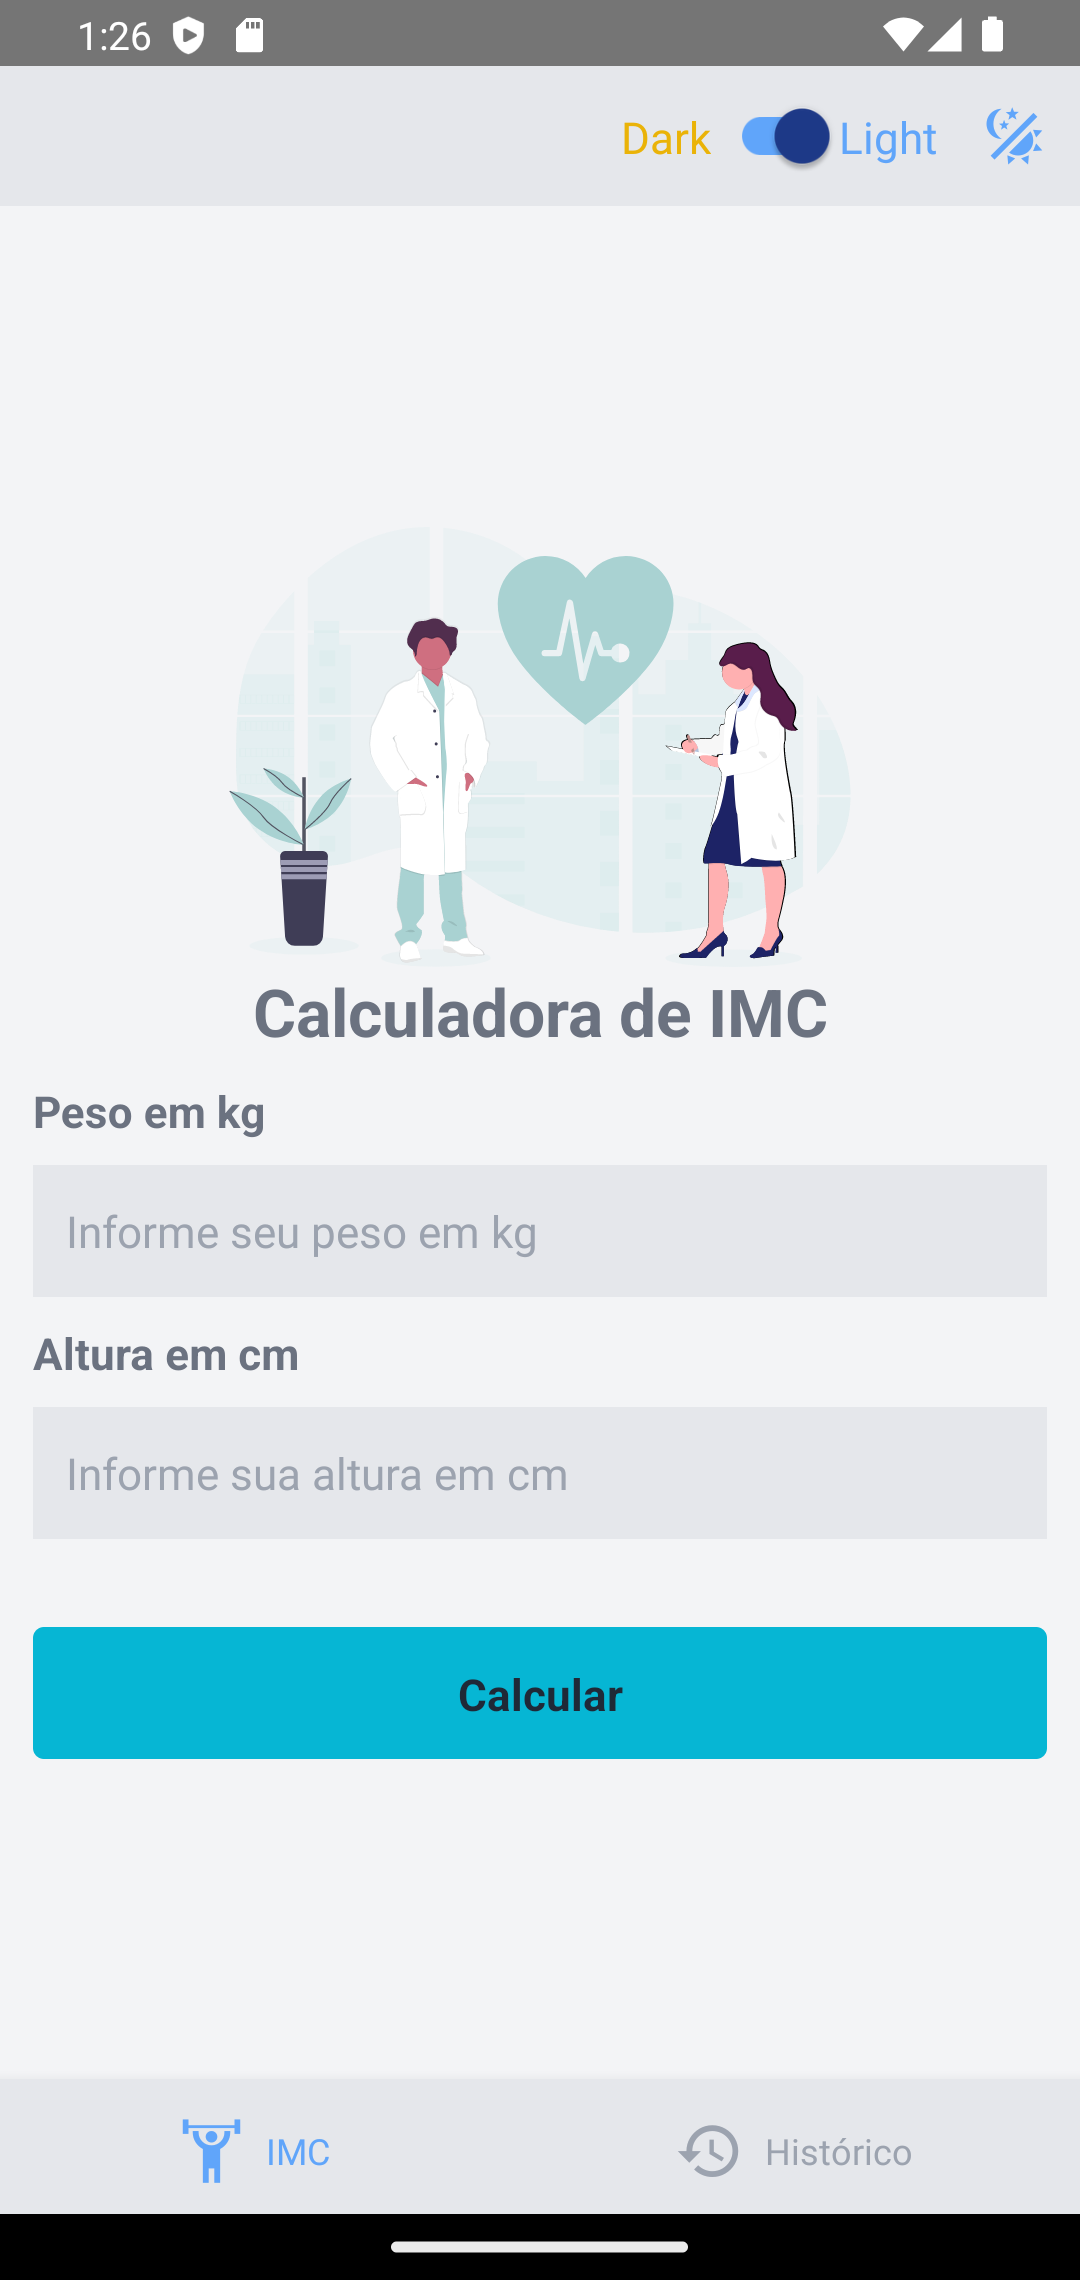 1:26
Dark Light
Calculadora de IMC
Peso em kg
Informe seu peso em kg
Altura em cm
Informe sua altura em cm
Calcular
IMC Histórico